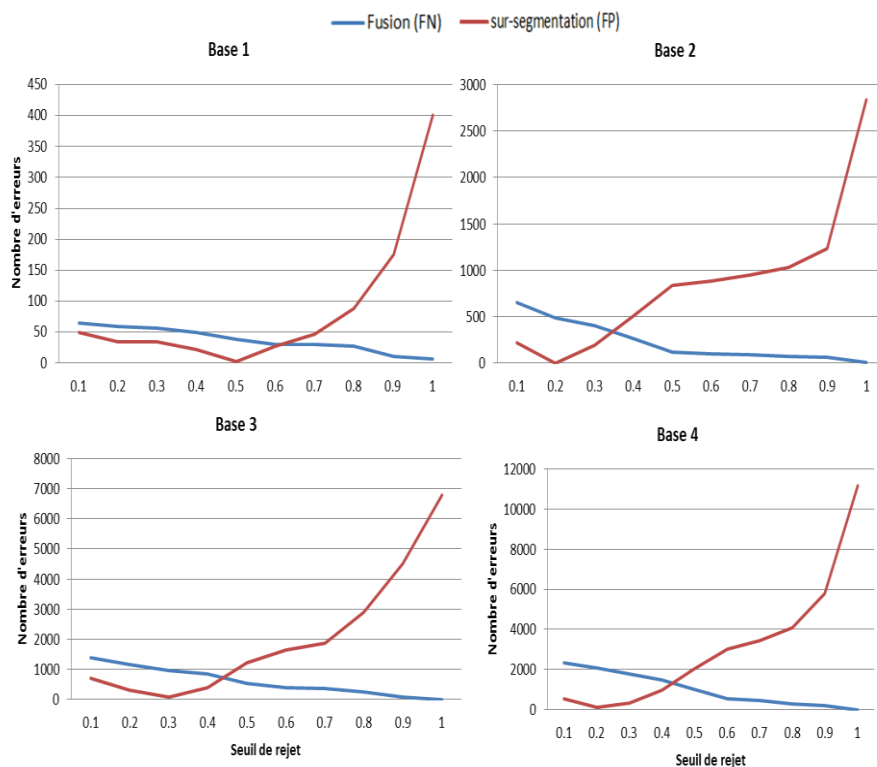 Fusion (FN) sur-segmentation (FP)
Base 1
Nombre d'erreurs
450
400
350
300
250
200
150
100
50
0
0.1 0.2 0.3 0.4 0.5 0.6 0.7 0.8 0.9 1
Base 2
3000
2500
2000
1500
1000
500
0
0.1 0.2 0.3 0.4 0.5 0.6 0.7 0.8 0.9 1
Base 3
Nombre d'erreurs
8000
7000
6000
5000
4000
3000
2000
1000
0
0.1 0.2 0.3 0.4 0.5 0.6 0.7 0.8 0.9 1
Seuil de rejet
Base 4
Nombre d'erreurs
12000
10000
8000
6000
4000
2000
0
0.1 0.2 0.3 0.4 0.5 0.6 0.7 0.8 0.9 1
Seuil de rejet